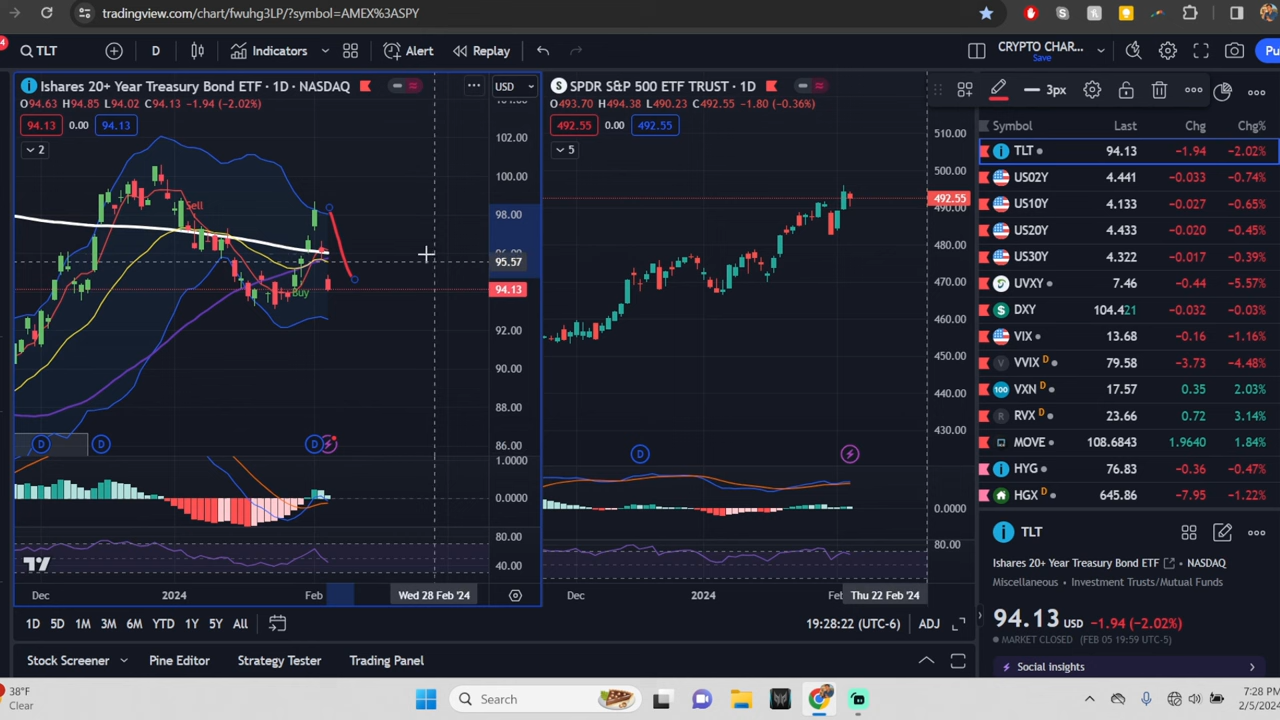 tradingview.com/chart/fwuhg3LP/?symbol=AMEX%3ASPY
TLT
D
Indicators
Alert
Replay
CRYPTO CHAR...
Save
Pu
Ishares 20+ Year Treasury Bond ETF · 1D · NASDAQ
USD
O94.63 H94.85 L94.02 C94.13 −1.94 (−2.02%)
94.13 0.00 94.13
2
102.00
100.00
98.00
95.57
94.13
92.00
90.00
88.00
86.00
1.0000
0.0000
80.00
40.00
Sell
Buy
D
D
D
Dec
2024
Feb
Wed 28 Feb '24
SPDR S&P 500 ETF TRUST · 1D
O493.70 H494.38 L490.23 C492.55 −1.80 (−0.36%)
492.55 0.00 492.55
5
510.00
500.00
492.55
490.00
480.00
470.00
460.00
450.00
440.00
430.00
0.0000
80.00
D
Dec
2024
Thu 22 Feb '24
3px
Symbol Last Chg Chg%
TLT 94.13 −1.94 −2.02%
US02Y 4.441 −0.033 −0.74%
US10Y 4.133 −0.027 −0.65%
US20Y 4.433 −0.020 −0.45%
US30Y 4.322 −0.017 −0.39%
UVXY 7.46 −0.44 −5.57%
DXY 104.421 −0.032 −0.03%
VIX 13.68 −0.16 −1.16%
VVIX D 79.58 −3.73 −4.48%
VXN D 17.57 0.35 2.03%
RVX D 23.66 0.72 3.14%
MOVE 108.6843 1.9640 1.84%
HYG 76.83 −0.36 −0.47%
HGX D 645.86 −7.95 −1.22%
TLT
Ishares 20+ Year Treasury Bond ETF · NASDAQ
Miscellaneous · Investment Trusts/Mutual Funds
94.13 USD −1.94 (−2.02%)
MARKET CLOSED (FEB 05 19:59 UTC-5)
Social Insights
1D 5D 1M 3M 6M YTD 1Y 5Y All
19:28:22 (UTC-6) ADJ
Stock Screener
Pine Editor
Strategy Tester
Trading Panel
38°F
Clear
Search
7:28 PM
2/5/2024